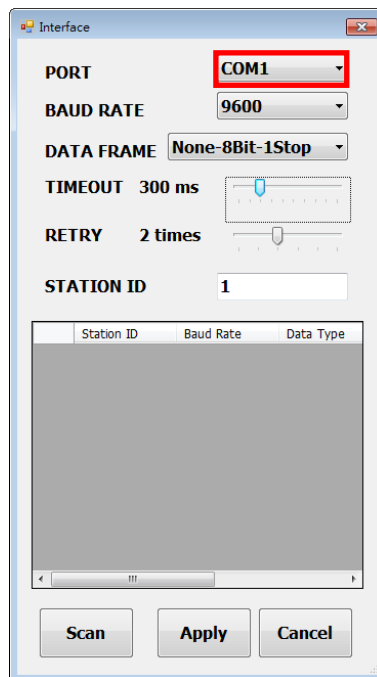 Interface
PORT COM1
BAUD RATE 9600
DATA FRAME None-8Bit-1Stop
TIMEOUT 300 ms
RETRY 2 times
STATION ID 1
Station ID Baud Rate Data Type
Scan Apply Cancel